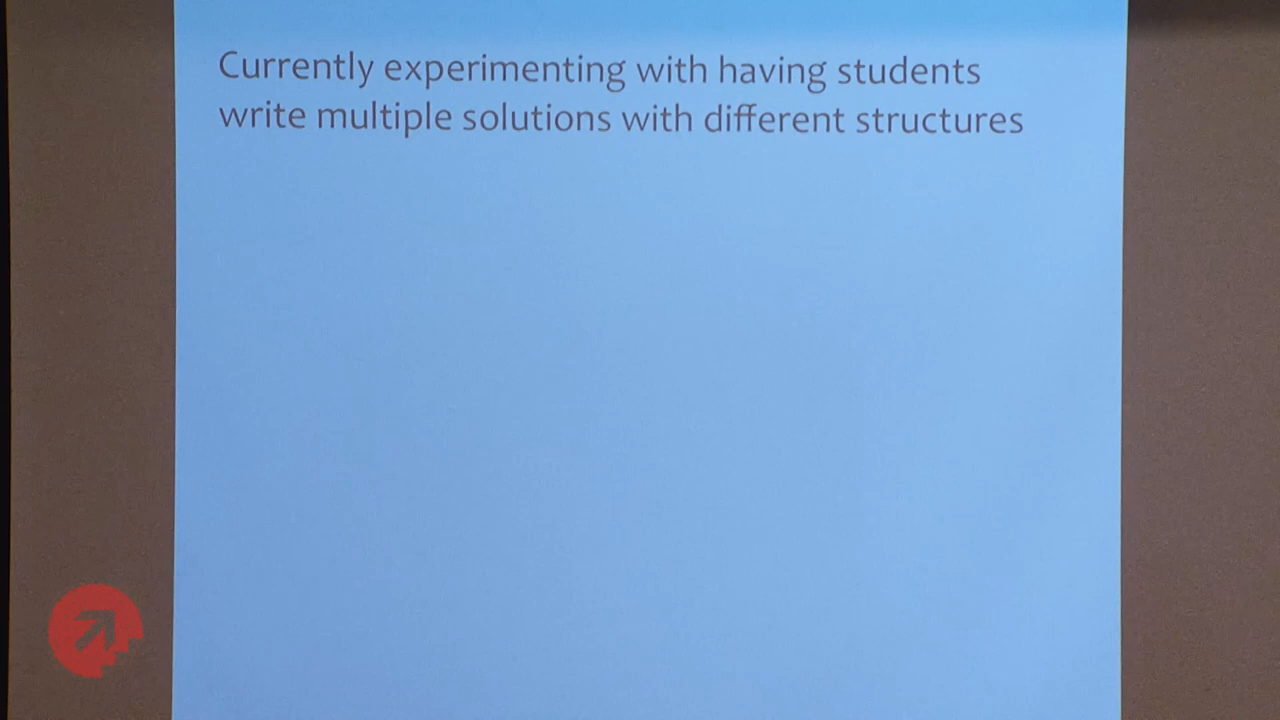 Currently experimenting with having students
write multiple solutions with different structures